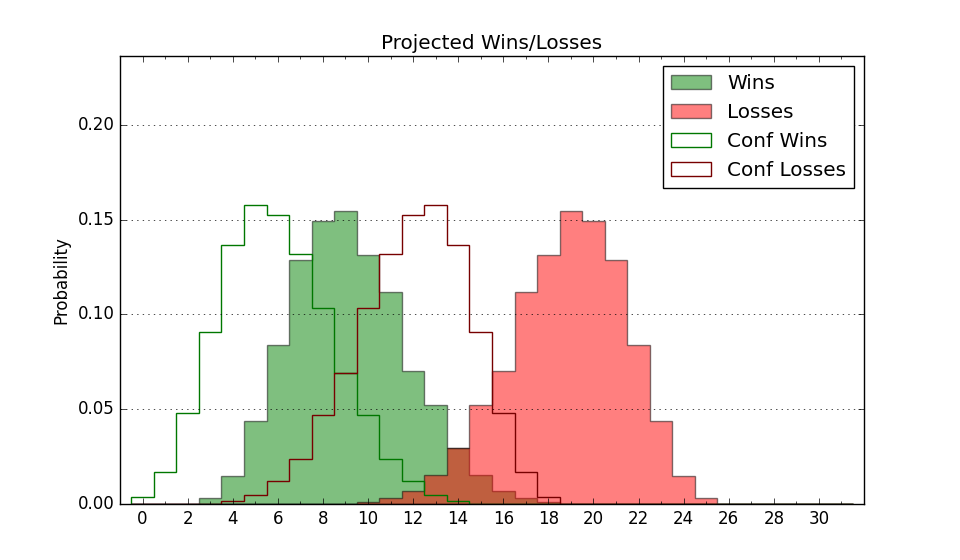 Projected Wins/Losses
Wins
Losses
Conf Wins
Conf Losses
Probability
0.20
0.15
0.10
0.05
0.00
0 2 4 6 8 10 12 14 16 18 20 22 24 26 28 30